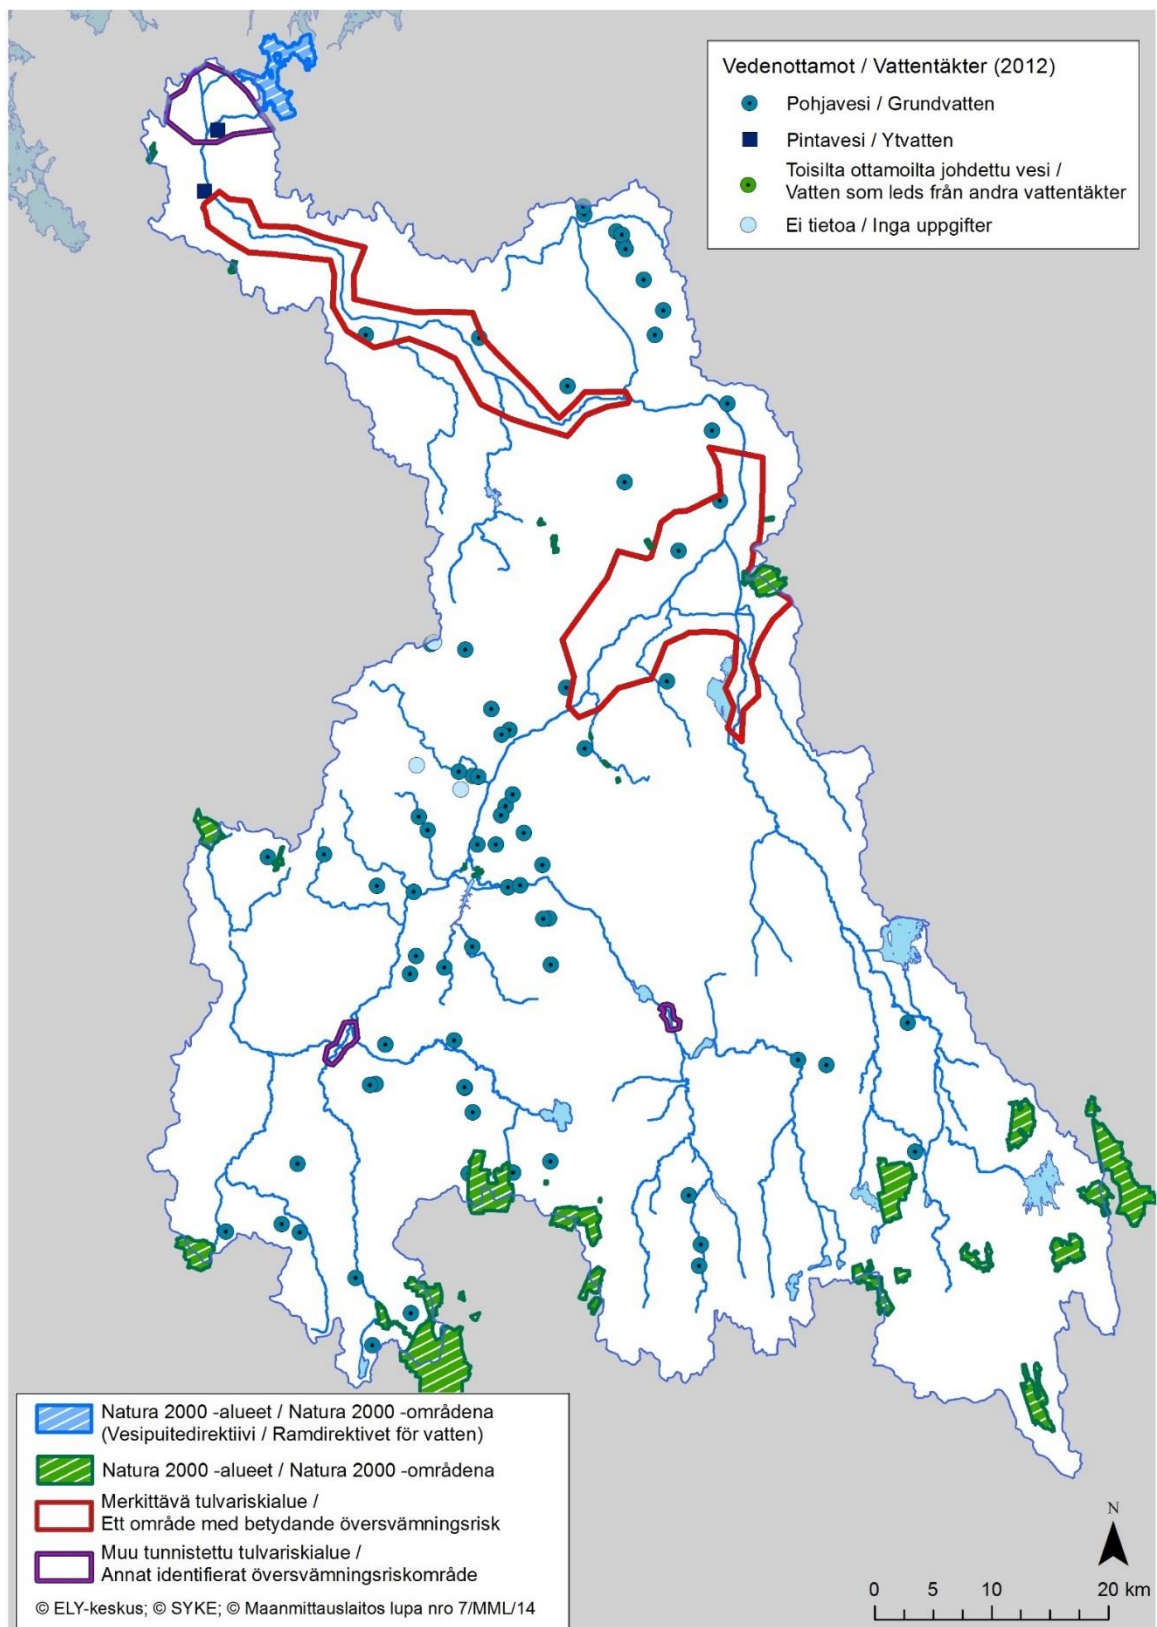 Vedenottamot / Vattentäkter (2012)
Pohjavesi / Grundvatten
Pintavesi / Ytvatten
Toisilta ottamoilta johdettu vesi /
Vatten som leds från andra vattentäkter
Ei tietoa / Inga uppgifter
Natura 2000 -alueet / Natura 2000 -områdena
(Vesipuitedirektiivi / Ramdirektivet för vatten)
Natura 2000 -alueet / Natura 2000 -områdena
Merkittävä tulvariskialue /
Ett område med betydande översvämningsrisk
Muu tunnistettu tulvariskialue /
Annat identifierat översvämningsriskområde
© ELY-keskus; © SYKE; © Maanmittauslaitos lupa nro 7/MML/14
N
0 5 10 20 km